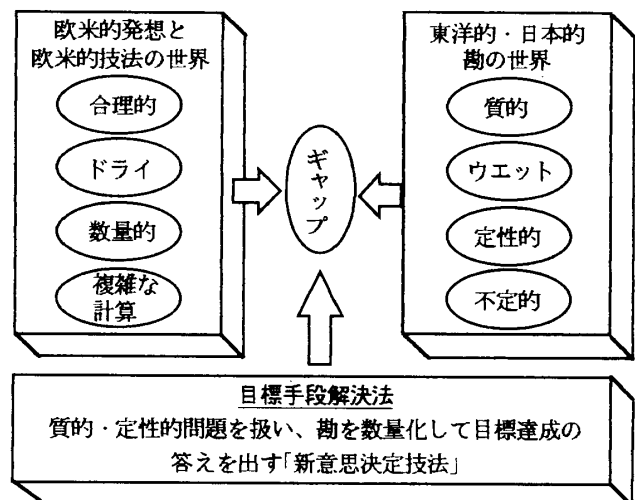 欧米的発想と
欧米的技法の世界
合理的
ドライ
数量的
複雑な
計算
ギャップ
東洋的・日本的
勘の世界
質的
ウエット
定性的
不定的
目標手段解決法
質的・定性的問題を扱い、勘を数量化して目標達成の
答えを出す「新意思決定技法」